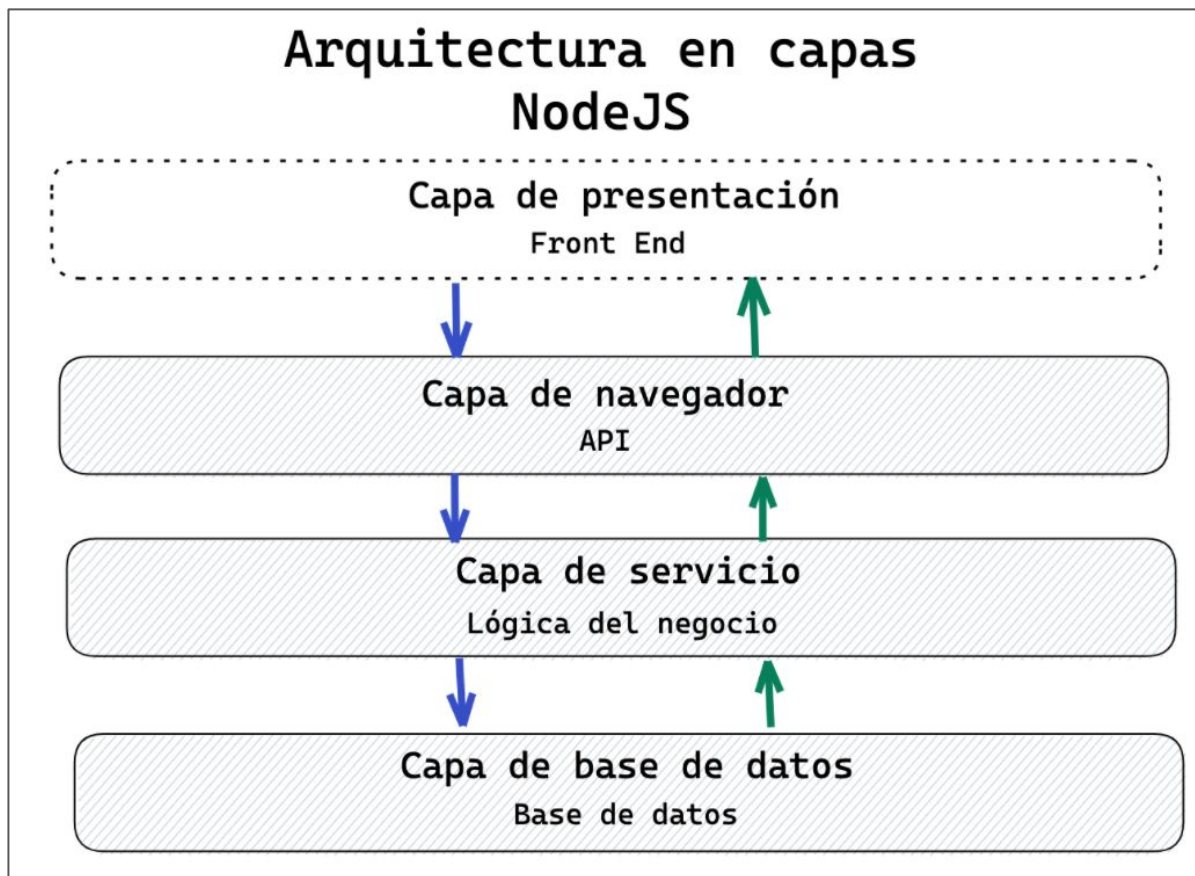 Arquitectura en capas
NodeJS
Capa de presentación
Front End
Capa de navegador
API
Capa de servicio
Lógica del negocio
Capa de base de datos
Base de datos